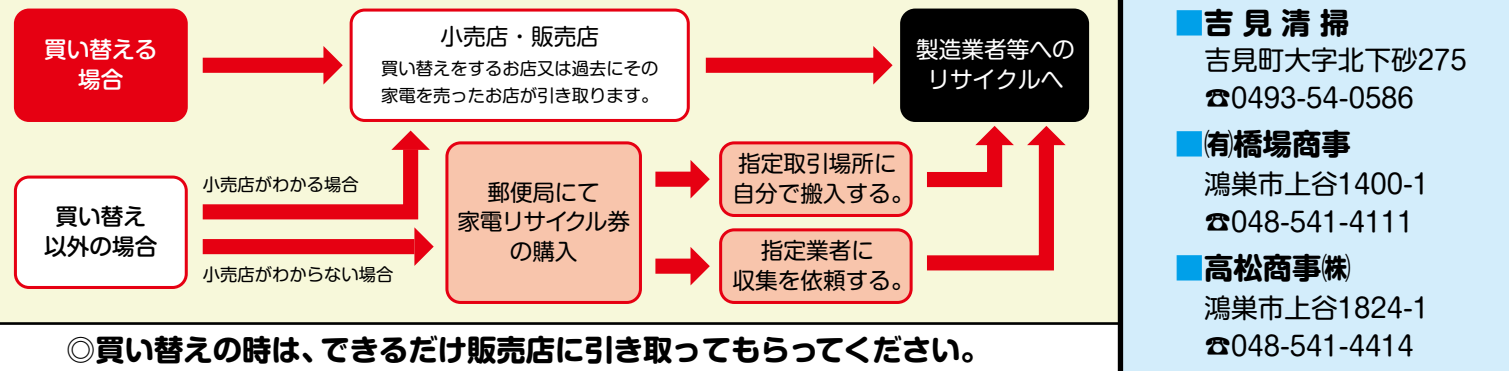 買い替える
場合
小売店・販売店
買い替えをするお店又は過去にその
家電を売ったお店が引き取ります。
製造業者等への
リサイクルへ
買い替え
以外の場合
小売店がわかる場合
小売店がわからない場合
郵便局にて
家電リサイクル券
の購入
指定取引場所に
自分で搬入する。
指定業者に
収集を依頼する。
◎買い替えの時は、できるだけ販売店に引き取ってもらってください。
■吉見清掃
吉見町大字北下砂275
☎0493-54-0586
■㈲橋場商事
鴻巣市上谷1400-1
☎048-541-4111
■高松商事㈱
鴻巣市上谷1824-1
☎048-541-4414